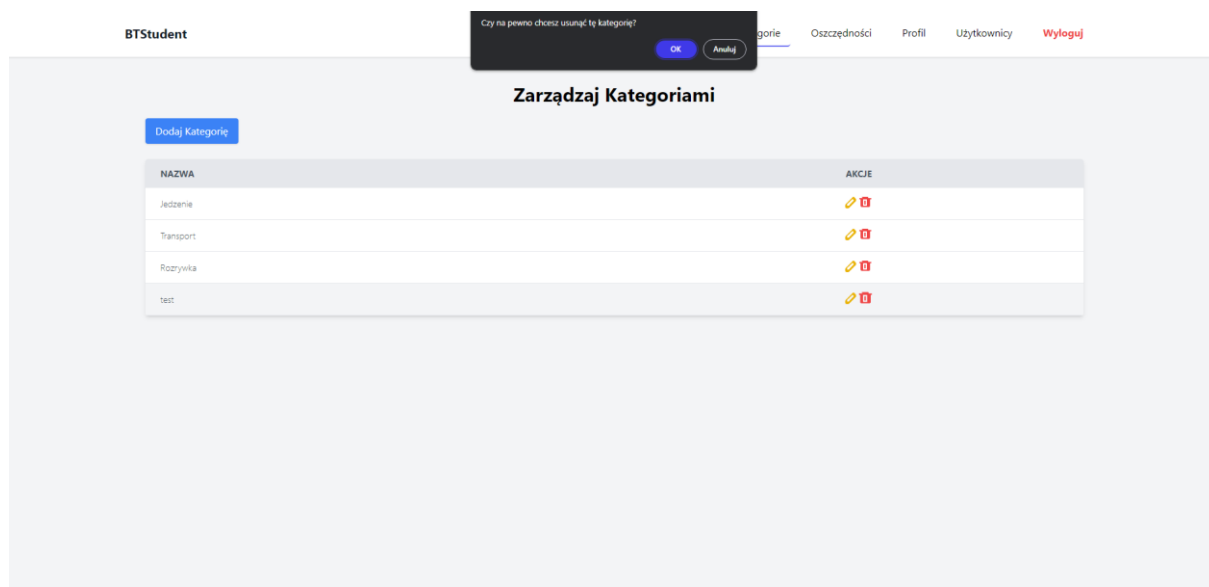 BTStudent
Czy na pewno chcesz usunąć tę kategorię?
OK Anuluj
gorie Oszczędności Profil Użytkownicy Wyloguj
Zarządzaj Kategoriami
Dodaj Kategorię
NAZWA AKCJE
Jedzenie
Transport
Rozrywka
test